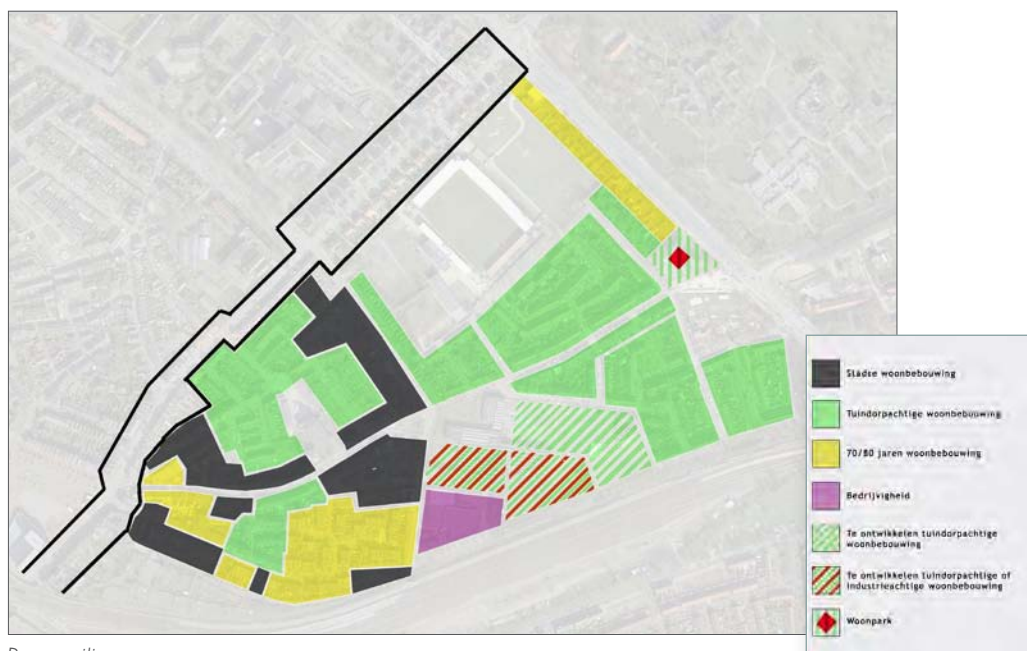 Stadse woonbebouwing
Tuindorpachtige woonbebouwing
70/80 jaren woonbebouwing
Bedrijvigheid
Te ontwikkelen tuindorpachtige
woonbebouwing
Te ontwikkelen tuindorpachtige of
industrieachtige woonbebouwing
Woonpark